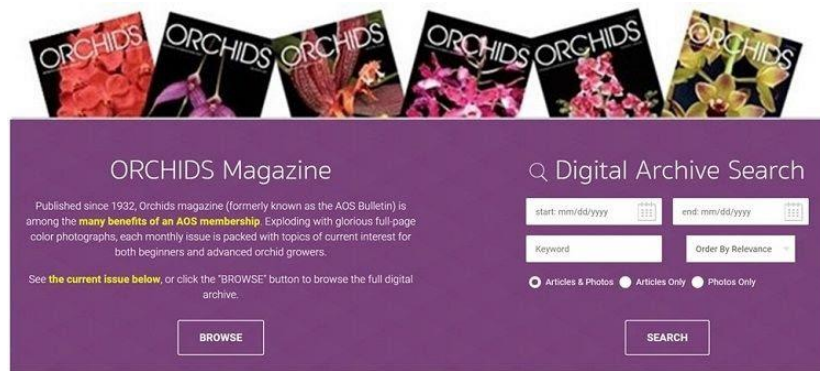 ORCHIDS
ORCHIDS
ORCHIDS
ORCHIDS
ORCHIDS
ORCHIDS
ORCHIDS Magazine
Published since 1932, Orchids magazine (formerly known as the AOS Bulletin) is
among the many benefits of an AOS membership. Exploding with glorious full-page
color photographs, each monthly issue is packed with topics of current interest for
both beginners and advanced orchid growers.
See the current issue below, or click the "BROWSE" button to browse the full digital
archive.
BROWSE
Digital Archive Search
start: mm/dd/yyyy
end: mm/dd/yyyy
Keyword
Order By Relevance
Articles & Photos
Articles Only
Photos Only
SEARCH